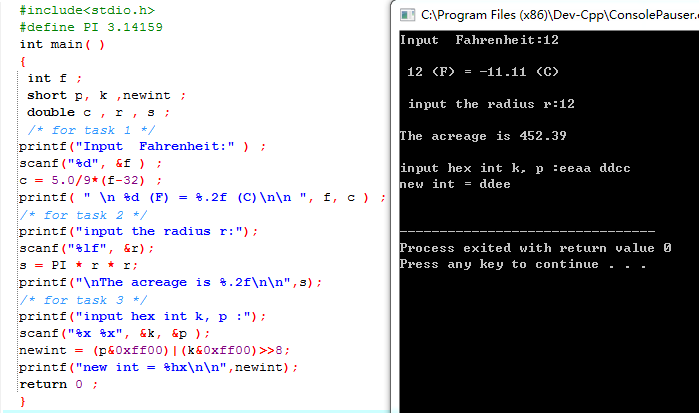 #include<stdio.h>
#define PI 3.14159
int main( )
{
int f ;
short p, k ,newint ;
double c , r , s ;
/* for task 1 */
printf("Input  Fahrenheit:" ) ;
scanf("%d", &f ) ;
c = 5.0/9*(f-32) ;
printf( " \n %d (F) = %.2f (C)\n\n ", f, c ) ;
/* for task 2 */
printf("input the radius r:");
scanf("%lf", &r);
s = PI * r * r;
printf("\nThe acreage is %.2f\n\n",s);
/* for task 3 */
printf("input hex int k, p :");
scanf("%x %x", &k, &p );
newint = (p&0xff00)|(k&0xff00)>>8;
printf("new int = %hx\n\n",newint);
return 0 ;
}
C:\Program Files (x86)\Dev-Cpp\ConsolePauser.
Input  Fahrenheit:12
12 (F) = -11.11 (C)
input the radius r:12
The acreage is 452.39
input hex int k, p :eeaa ddcc
new int = ddee
--------------------------------
Process exited with return value 0
Press any key to continue . . .